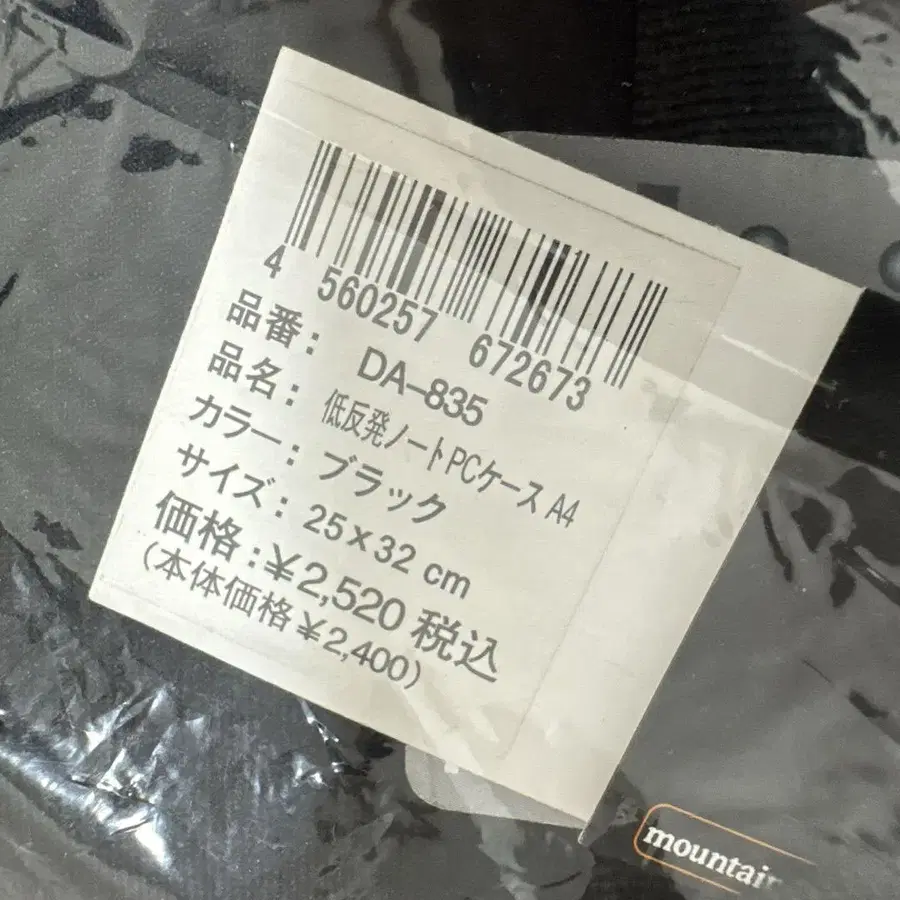 4 560257 672673
品番: DA-835
品名: 低反発ノートPCケース A4
カラー: ブラック
サイズ: 25×32 cm
価格:¥2,520 税込
(本体価格¥2,400)
mountain